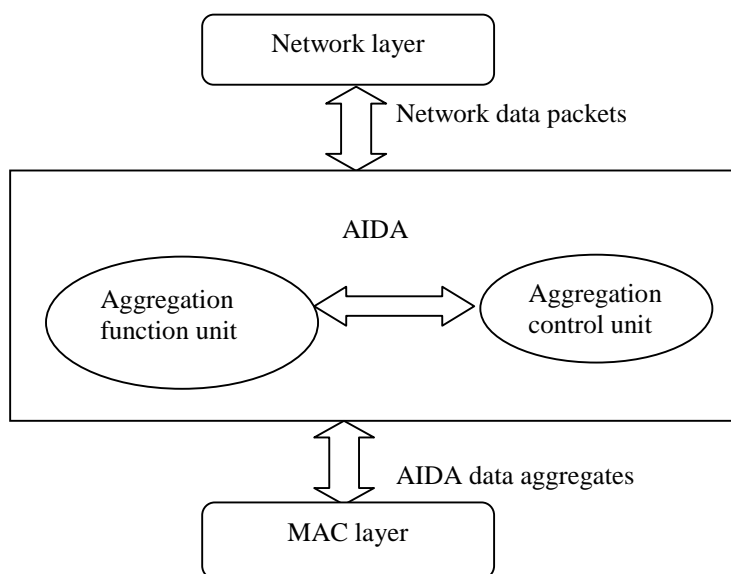 Network layer
Network data packets
AIDA
Aggregation
function unit
Aggregation
control unit
AIDA data aggregates
MAC layer